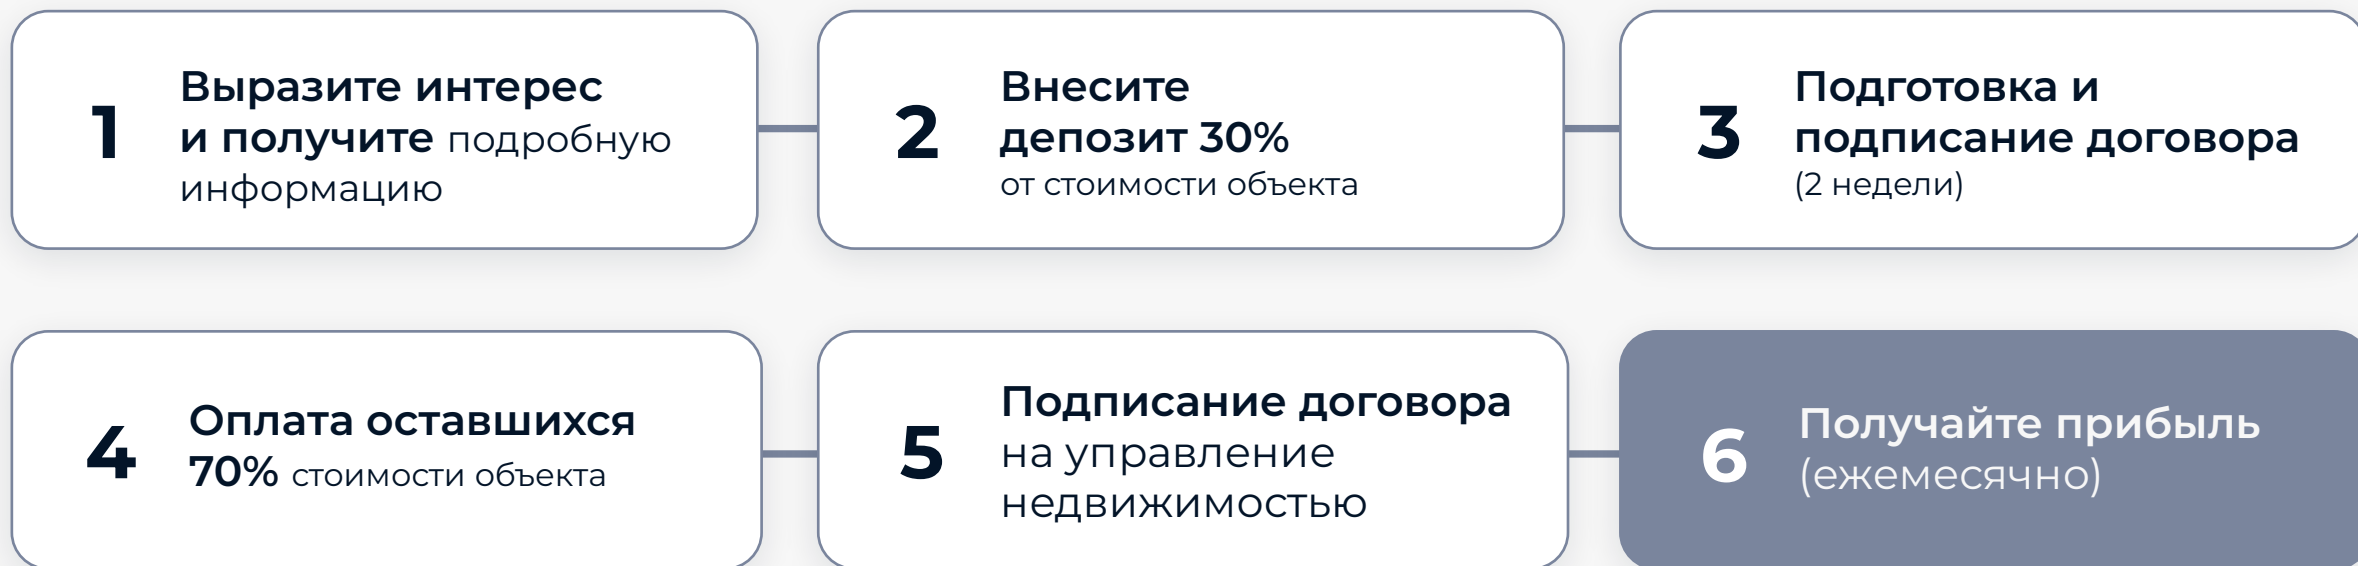 1
Выразите интерес
и получите подробную
информацию
2
Внесите
депозит 30%
от стоимости объекта
3
Подготовка и
подписание договора
(2 недели)
4
Оплата оставшихся
70% стоимости объекта
5
Подписание договора
на управление
недвижимостью
6
Получайте прибыль
(ежемесячно)